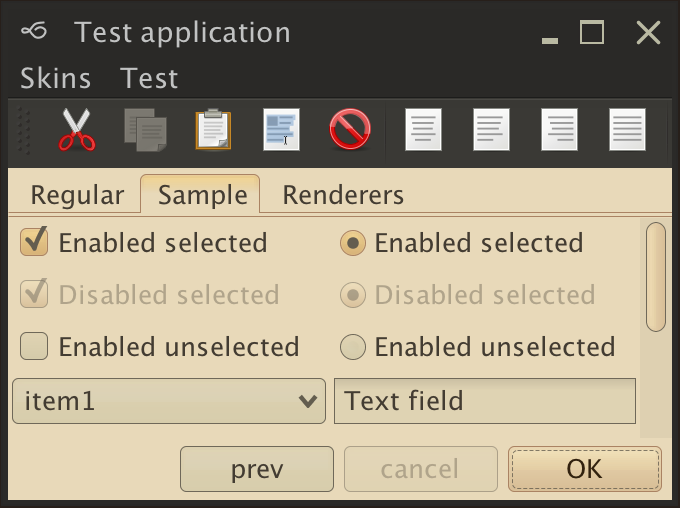 Test application
Skins Test
Regular Sample Renderers
Enabled selected Enabled selected
Disabled selected Disabled selected
Enabled unselected Enabled unselected
item1 Text field
prev cancel OK